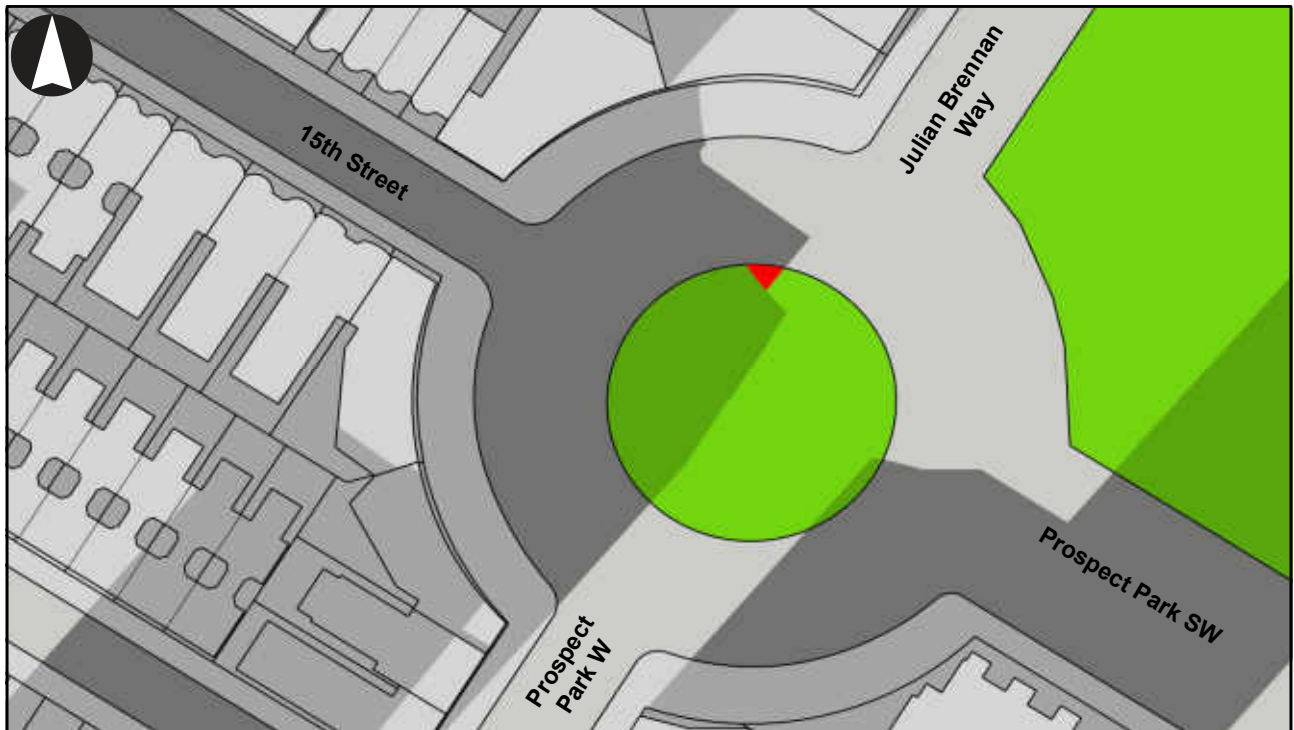 Julian Brennan
Way
15th Street
Prospect Park SW
Prospect
Park W